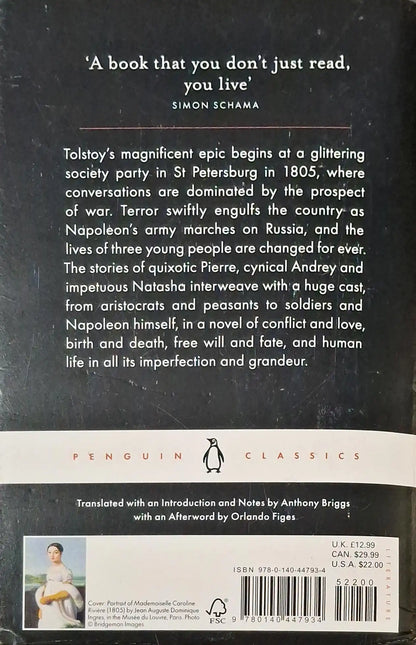 ‘A book that you don’t just read,
you live’
SIMON SCHAMA
Tolstoy’s magnificent epic begins at a glittering
society party in St Petersburg in 1805, where
conversations are dominated by the prospect
of war. Terror swiftly engulfs the country as
Napoleon’s army marches on Russia, and the
lives of three young people are changed for ever.
The stories of quixotic Pierre, cynical Andrey and
impetuous Natasha interweave with a huge cast,
from aristocrats and peasants to soldiers and
Napoleon himself, in a novel of conflict and love,
birth and death, free will and fate, and human
life in all its imperfection and grandeur.
PENGUIN CLASSICS
Translated with an Introduction and Notes by Anthony Briggs
with an Afterword by Orlando Figes
Cover: Portrait of Mademoiselle Caroline
Rivière (1805) by Jean Auguste Dominique
Ingres, in the Musée du Louvre, Paris. Photo
© Bridgeman Images
FSC
ISBN 978-0-140-44793-4
9 780140 447934
U.K. £12.99
CAN. $29.99
U.S.A. $22.00
52200
LITERATURE